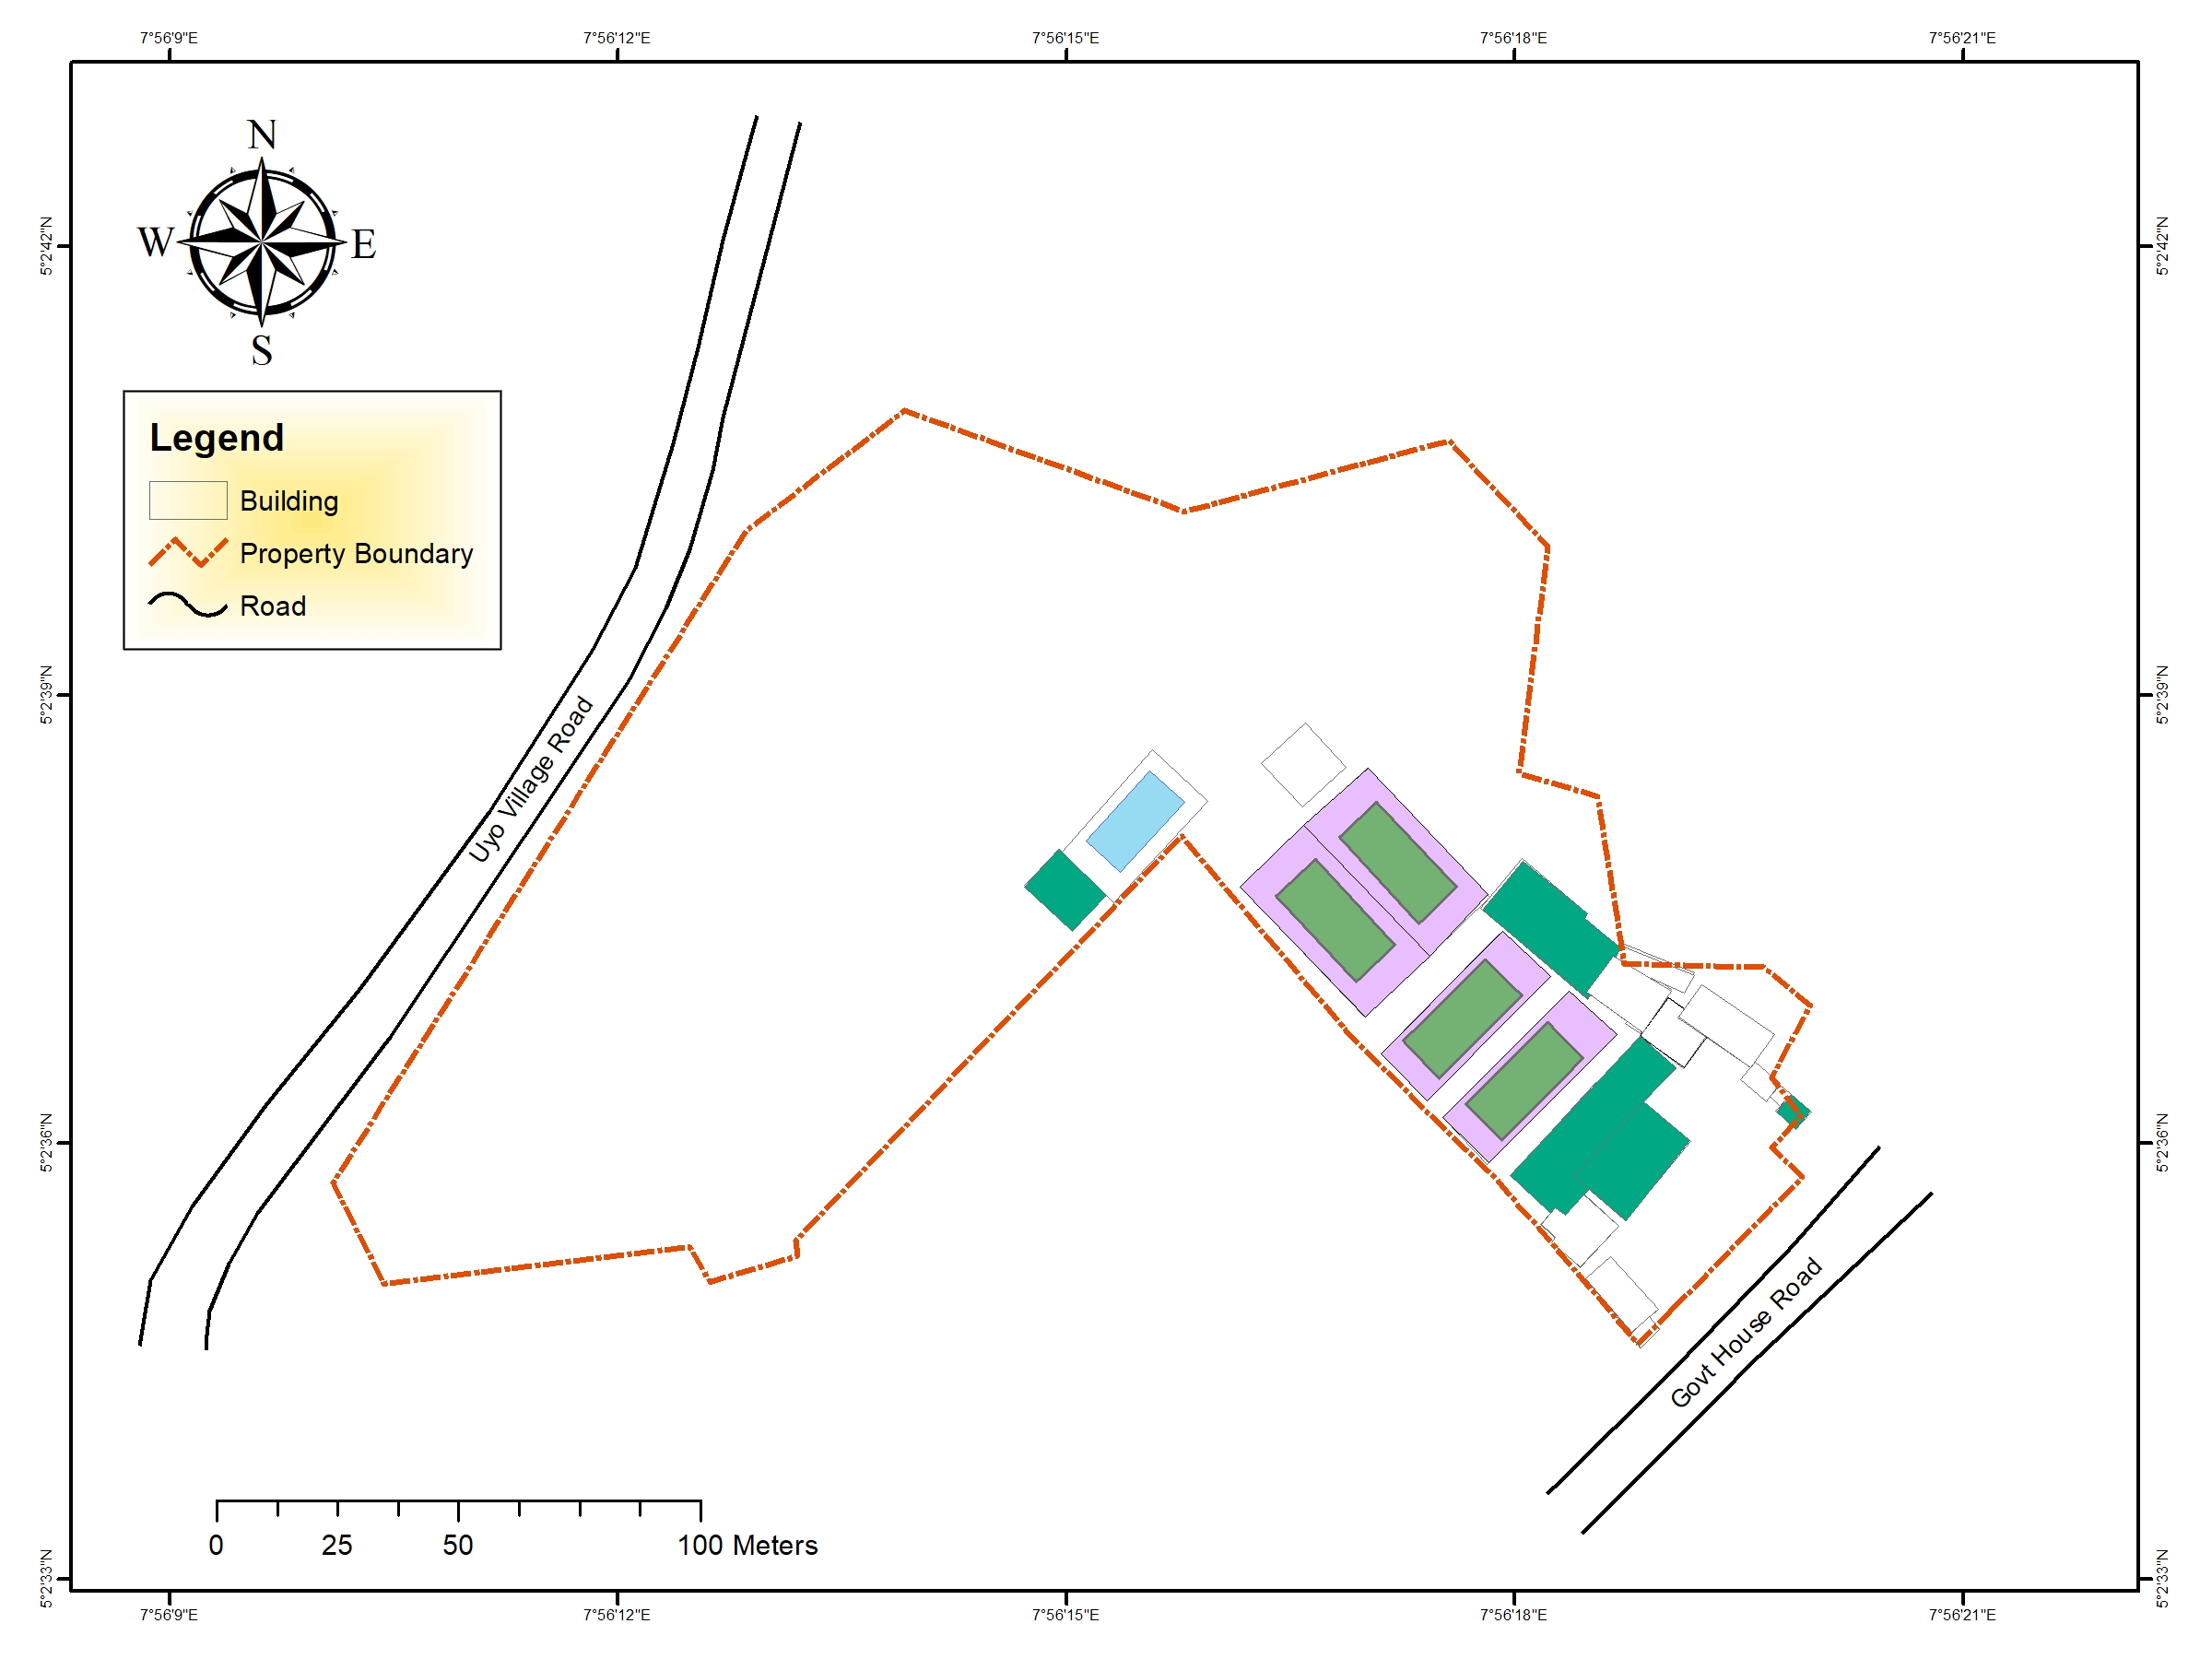 7°56'9"E 7°56'12"E 7°56'15"E 7°56'18"E 7°56'21"E
N
W E
S
5°2'42"N 5°2'42"N
Legend
Building
Property Boundary
Road
5°2'39"N 5°2'39"N
Uyo Village Road
5°2'36"N 5°2'36"N
Govt House Road
0 25 50 100 Meters
5°2'33"N 5°2'33"N
7°56'9"E 7°56'12"E 7°56'15"E 7°56'18"E 7°56'21"E